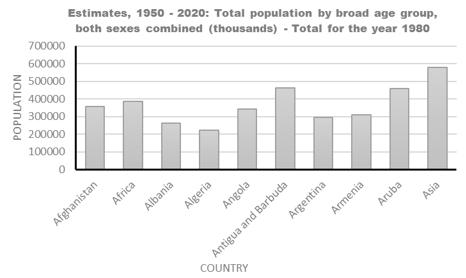 Estimates, 1950 - 2020: Total population by broad age group,
both sexes combined (thousands) - Total for the year 1980
POPULATION
700000
600000
500000
400000
300000
200000
100000
0
Afghanistan
Africa
Albania
Algeria
Angola
Antigua and Barbuda
Argentina
Armenia
Aruba
Asia
COUNTRY